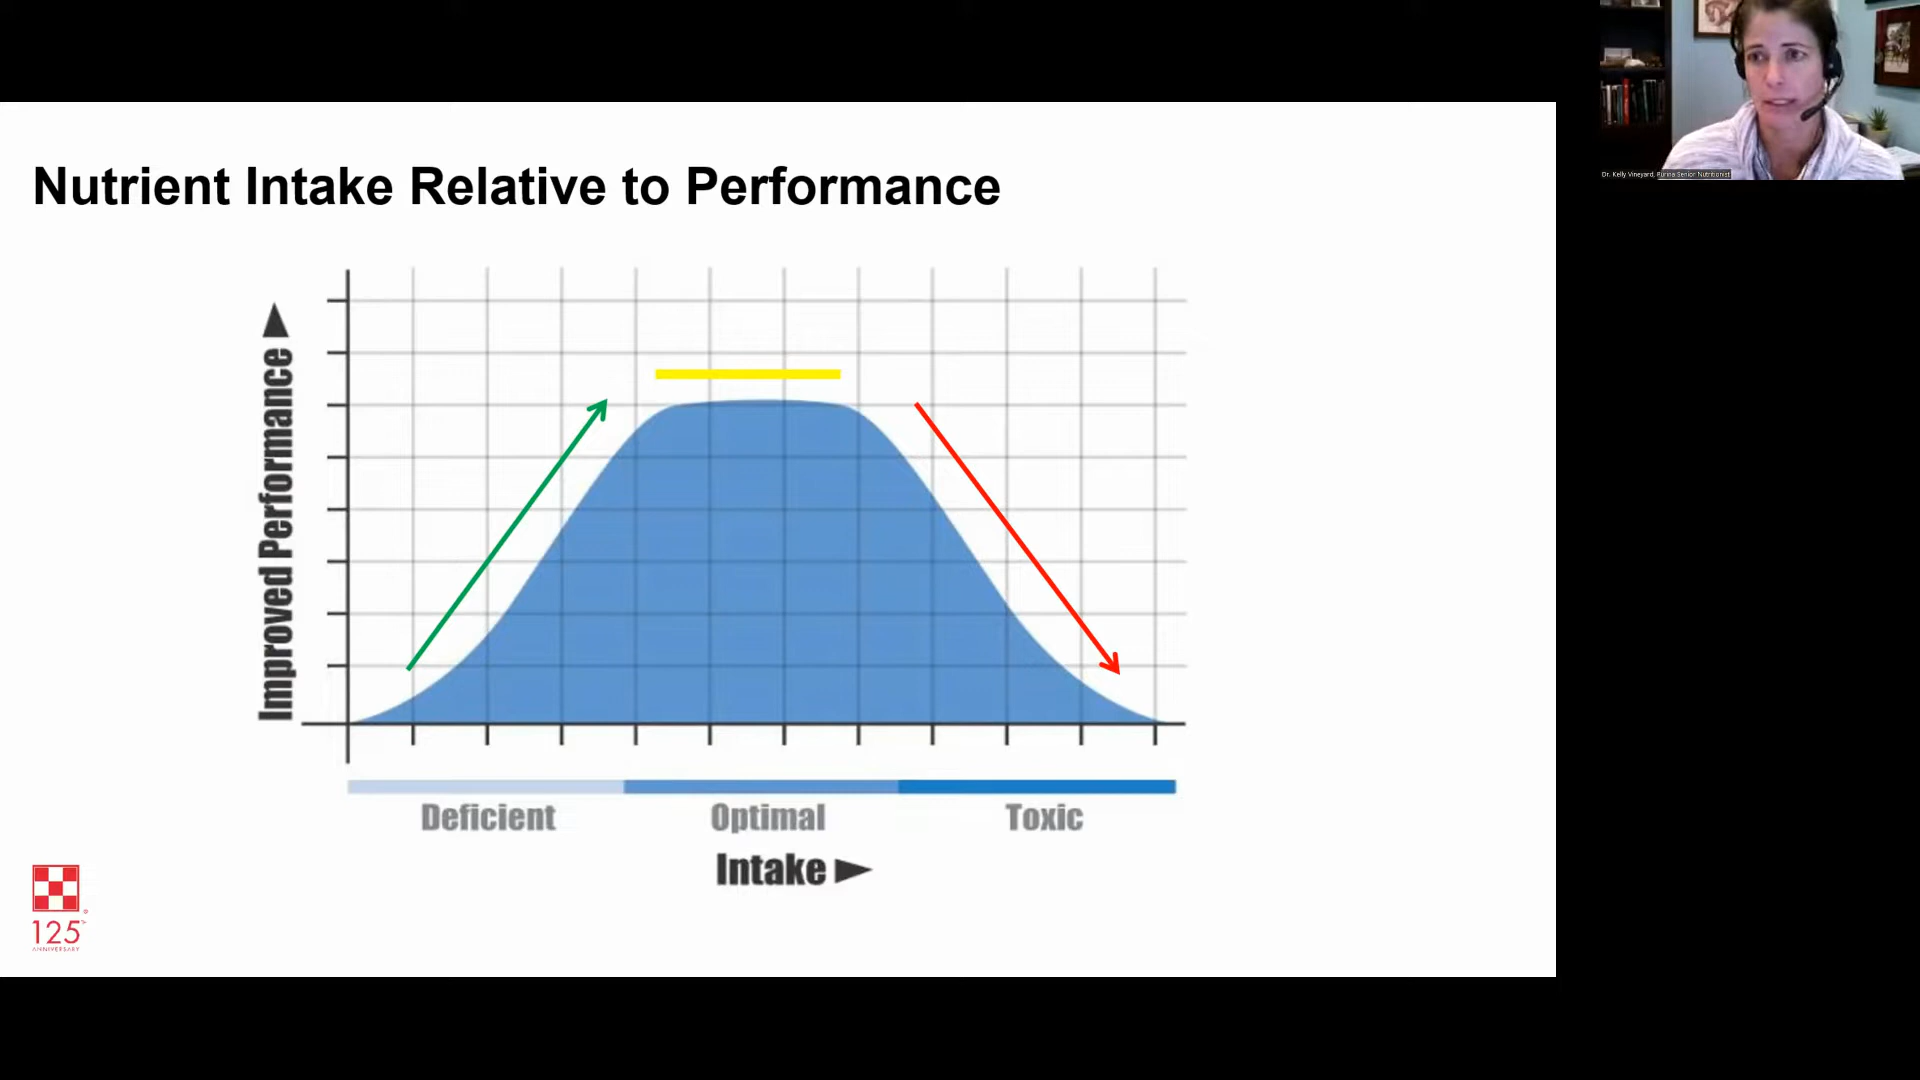 Dr. Kelly Vineyard, Purina Senior Nutritionist
Nutrient Intake Relative to Performance
Improved Performance
Deficient
Optimal
Toxic
Intake
125
ANNIVERSARY